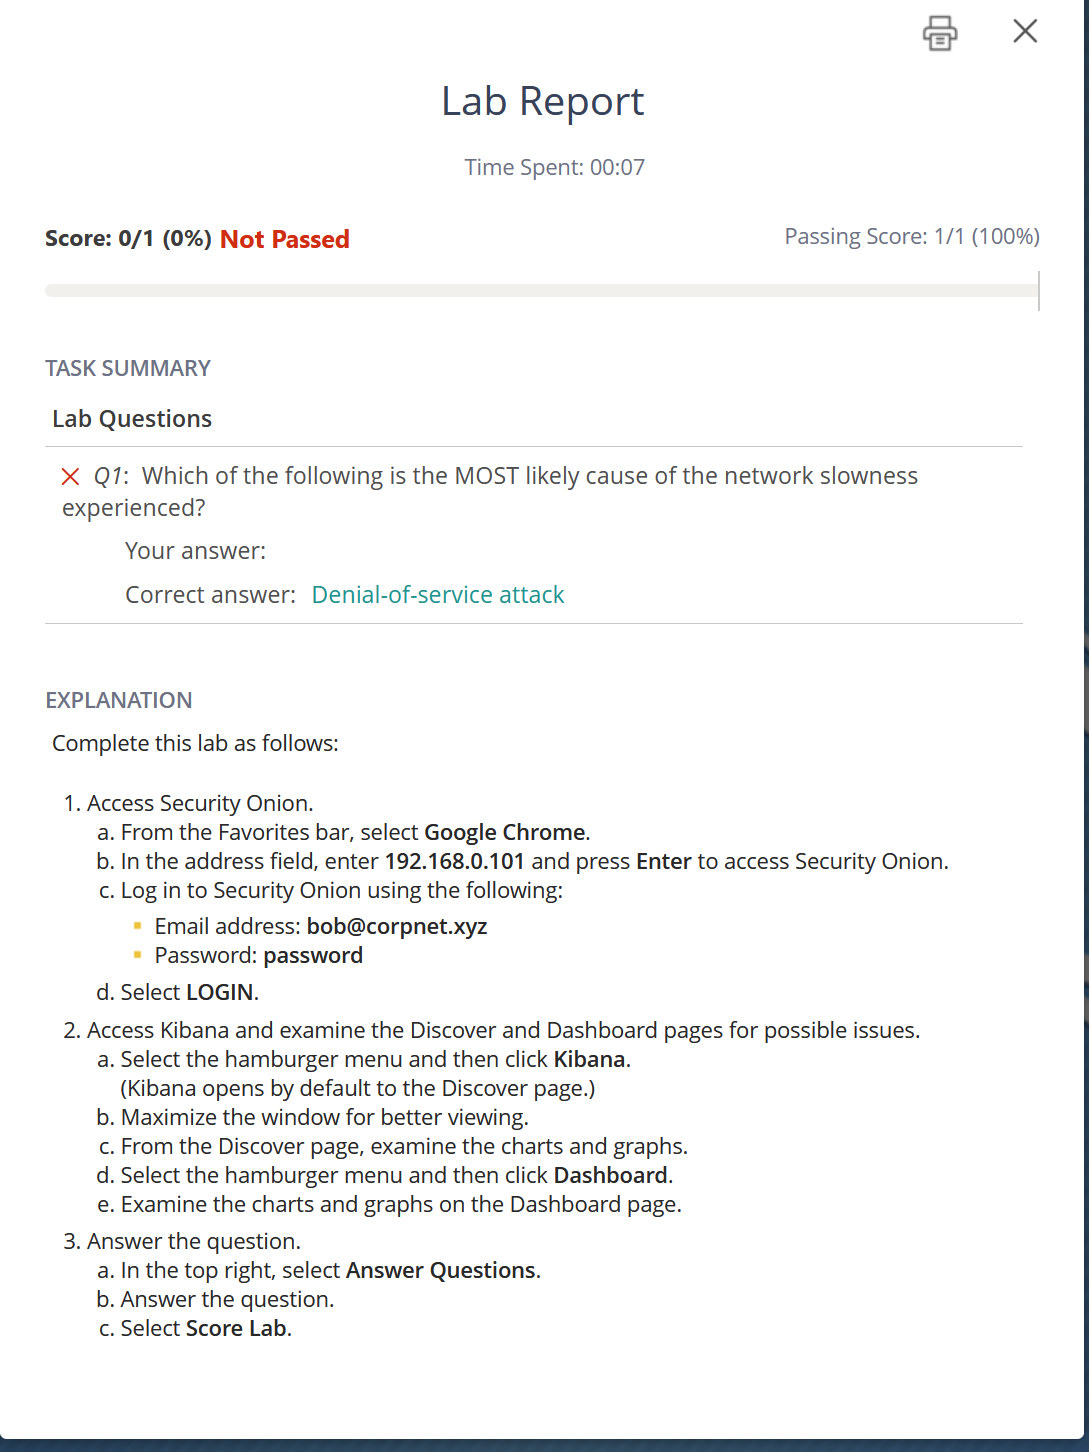 Lab Report
Time Spent: 00:07
Score: 0/1 (0%) Not Passed
Passing Score: 1/1 (100%)
TASK SUMMARY
Lab Questions
Q1: Which of the following is the MOST likely cause of the network slowness
experienced?
Your answer:
Correct answer: Denial-of-service attack
EXPLANATION
Complete this lab as follows:
1. Access Security Onion.
a. From the Favorites bar, select Google Chrome.
b. In the address field, enter 192.168.0.101 and press Enter to access Security Onion.
c. Log in to Security Onion using the following:
Email address: bob@corpnet.xyz
Password: password
d. Select LOGIN.
2. Access Kibana and examine the Discover and Dashboard pages for possible issues.
a. Select the hamburger menu and then click Kibana.
(Kibana opens by default to the Discover page.)
b. Maximize the window for better viewing.
c. From the Discover page, examine the charts and graphs.
d. Select the hamburger menu and then click Dashboard.
e. Examine the charts and graphs on the Dashboard page.
3. Answer the question.
a. In the top right, select Answer Questions.
b. Answer the question.
c. Select Score Lab.